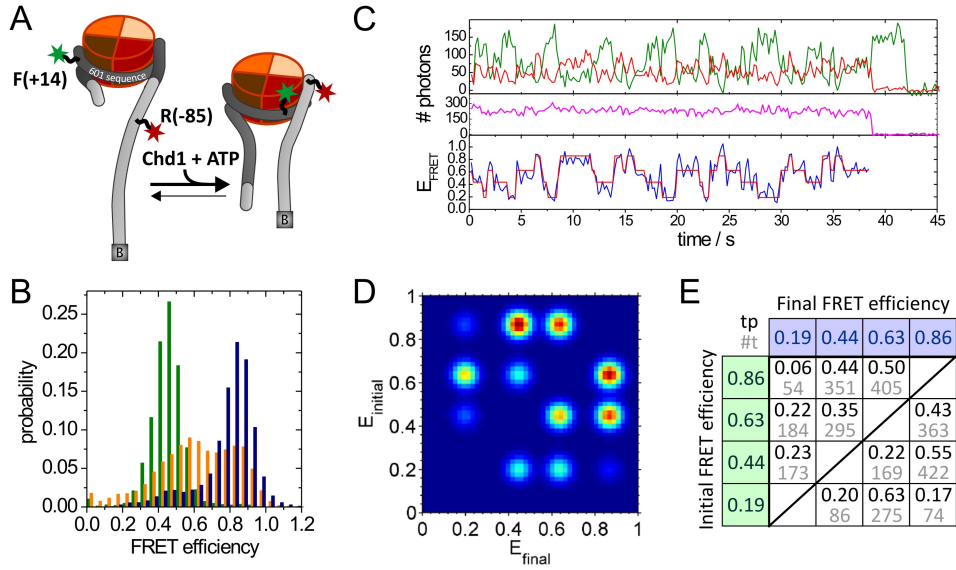 A
F(+14)
601 sequence
R(-85)
Chd1 + ATP
B
B
B
probability
0.25
0.20
0.15
0.10
0.05
0.00
0.0 0.2 0.4 0.6 0.8 1.0 1.2
FRET efficiency
C
# photons
150
100
50
0
#
300
150
0
E_FRET
1.0
0.8
0.6
0.4
0.2
0.0
0 5 10 15 20 25 30 35 40 45
time / s
D
E_initial
1
0.8
0.6
0.4
0.2
0
0 0.2 0.4 0.6 0.8 1
E_final
E
Final FRET efficiency
tp
#t
0.19 0.44 0.63 0.86
Initial FRET efficiency
0.86 0.06 0.44 0.50
54 351 405
0.63 0.22 0.35 0.43
184 295 363
0.44 0.23 0.22 0.55
173 169 422
0.19 0.20 0.63 0.17
86 275 74